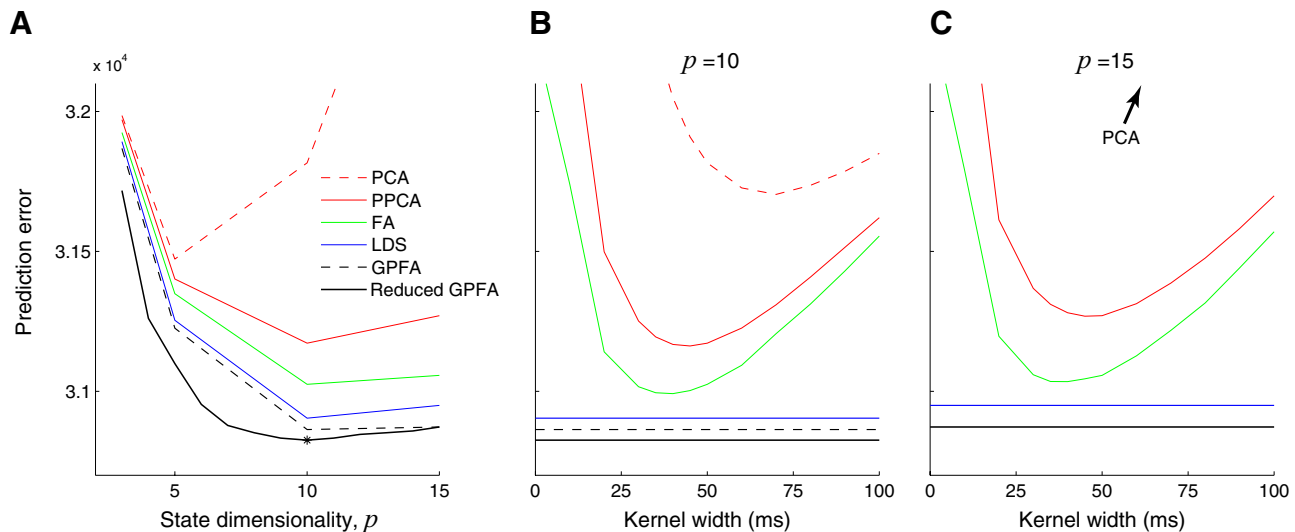 A
B
C
x 10⁴
p =10
p =15
3.2
3.15
3.1
Prediction error
PCA
PPCA
FA
LDS
GPFA
Reduced GPFA
PCA
5
10
15
0
25
50
75
100
0
25
50
75
100
State dimensionality, p
Kernel width (ms)
Kernel width (ms)